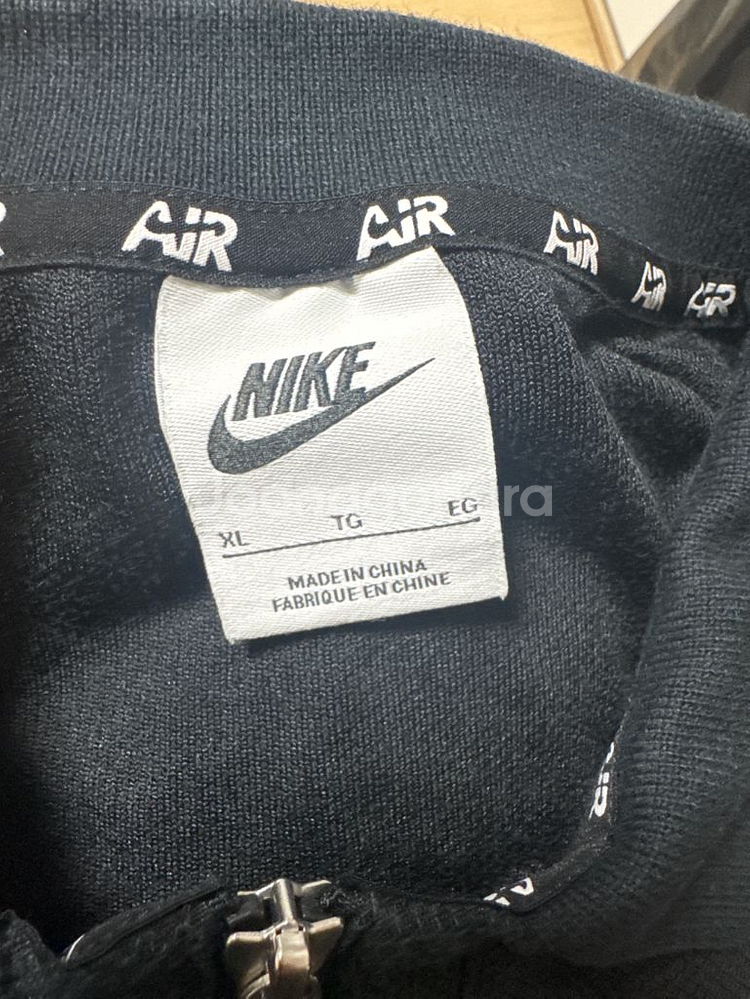 AIR AIR AIR AIR AIR
NIKE
XL TG EG
MADE IN CHINA
FABRIQUE EN CHINE